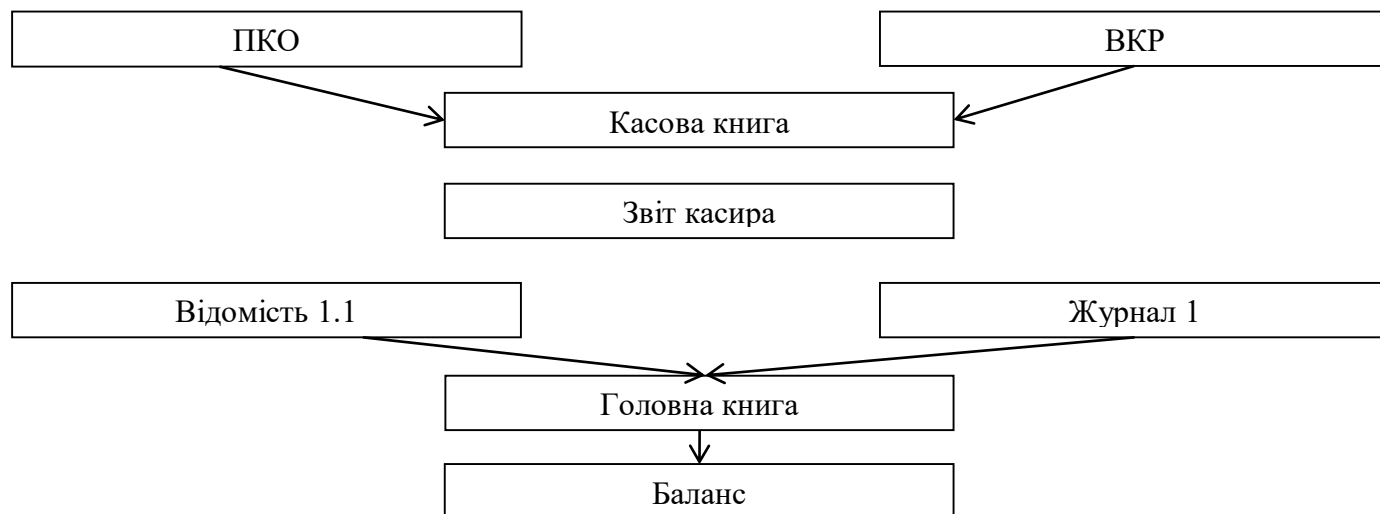 ПКО
ВКР
Касова книга
Звіт касира
Відомість 1.1
Журнал 1
Головна книга
Баланс